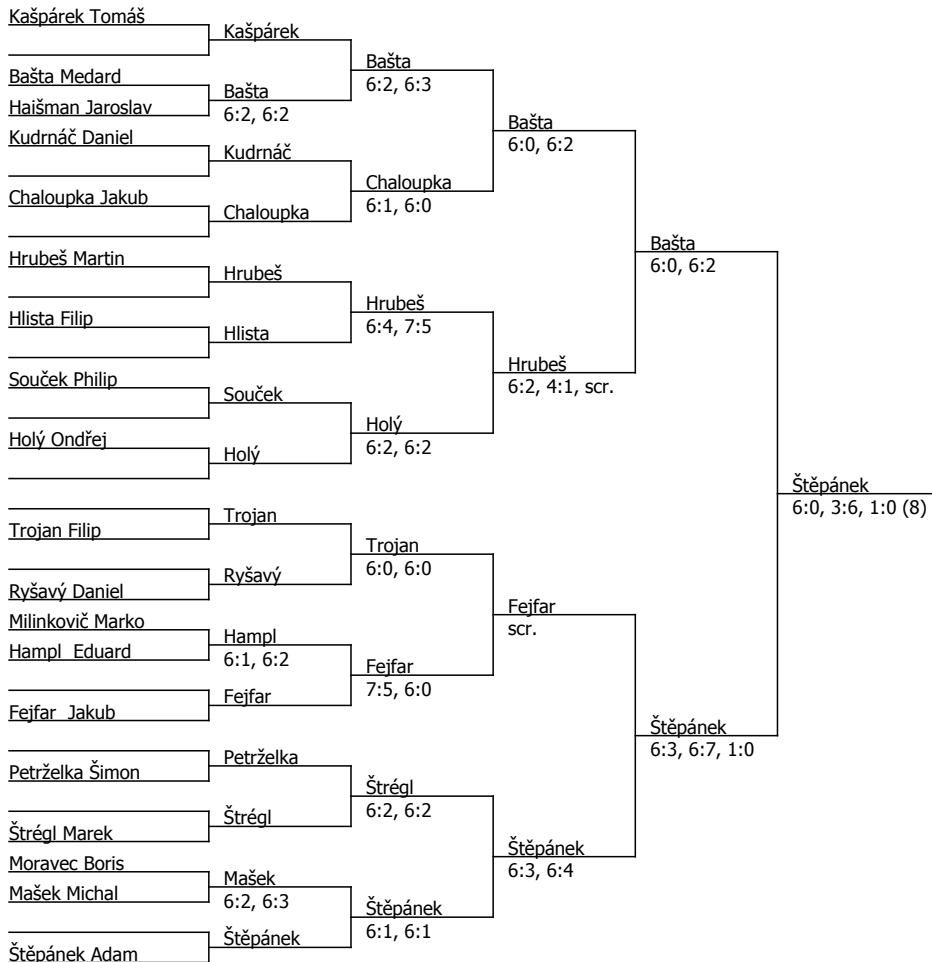 Kašpárek Tomáš
Bašta Medard
Haišman Jaroslav
Kudrnáč Daniel
Chaloupka Jakub
Hrubeš Martin
Hlista Filip
Souček Philip
Holý Ondřej
Trojan Filip
Ryšavý Daniel
Milinkovič Marko
Hampl  Eduard
Fejfar  Jakub
Petrželka Šimon
Štrégl Marek
Moravec Boris
Mašek Michal
Štěpánek Adam
Kašpárek
Bašta
6:2, 6:2
Kudrnáč
Chaloupka
Hrubeš
Hlista
Souček
Holý
Trojan
Ryšavý
Hampl
6:1, 6:2
Fejfar
Petrželka
Štrégl
Mašek
6:2, 6:3
Štěpánek
Bašta
6:2, 6:3
Chaloupka
6:1, 6:0
Hrubeš
6:4, 7:5
Holý
6:2, 6:2
Trojan
6:0, 6:0
Fejfar
7:5, 6:0
Štrégl
6:2, 6:2
Štěpánek
6:1, 6:1
Bašta
6:0, 6:2
Hrubeš
6:2, 4:1, scr.
Fejfar
scr.
Štěpánek
6:3, 6:4
Bašta
6:0, 6:2
Štěpánek
6:3, 6:7, 1:0
Štěpánek
6:0, 3:6, 1:0 (8)